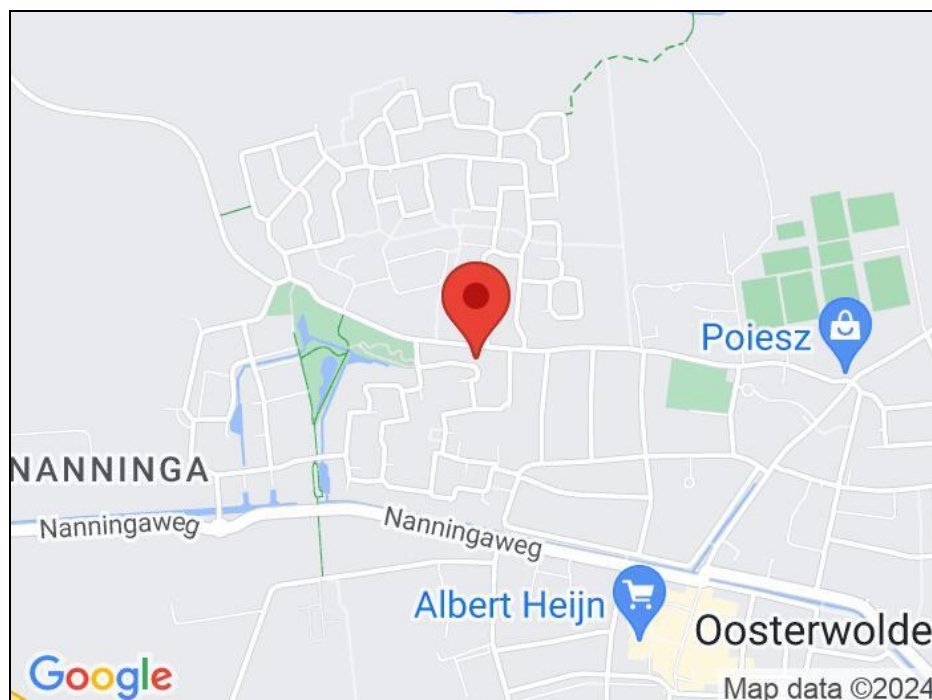 Poiesz
NANNINGA
Nanningaweg
Nanningaweg
Albert Heijn
Oosterwolde
Google
Map data ©2024